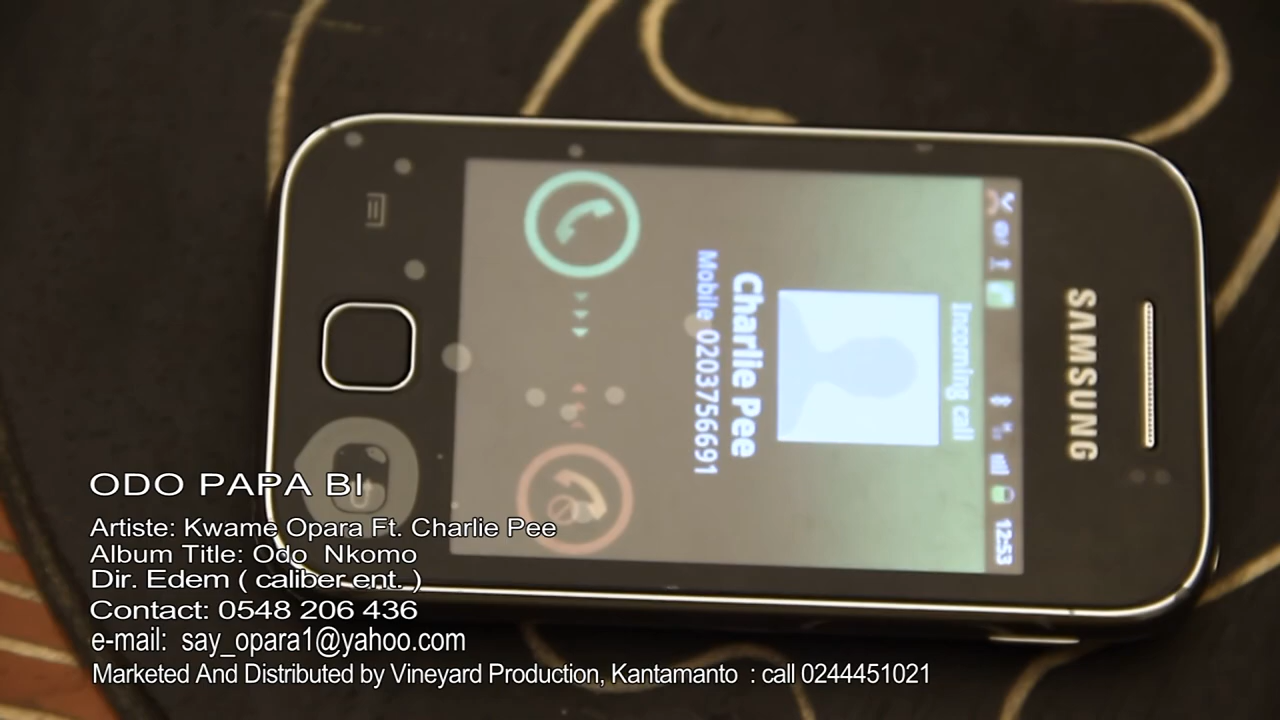 SAMSUNG
12:53
Incoming call
Charlie Pee
Mobile 0203756691
ODO PAPA BI
Artiste: Kwame Opara Ft. Charlie Pee
Album Title: Odo Nkomo
Dir. Edem ( caliber ent. )
Contact: 0548 206 436
e-mail: say_opara1@yahoo.com
Marketed And Distributed by Vineyard Production, Kantamanto : call 0244451021